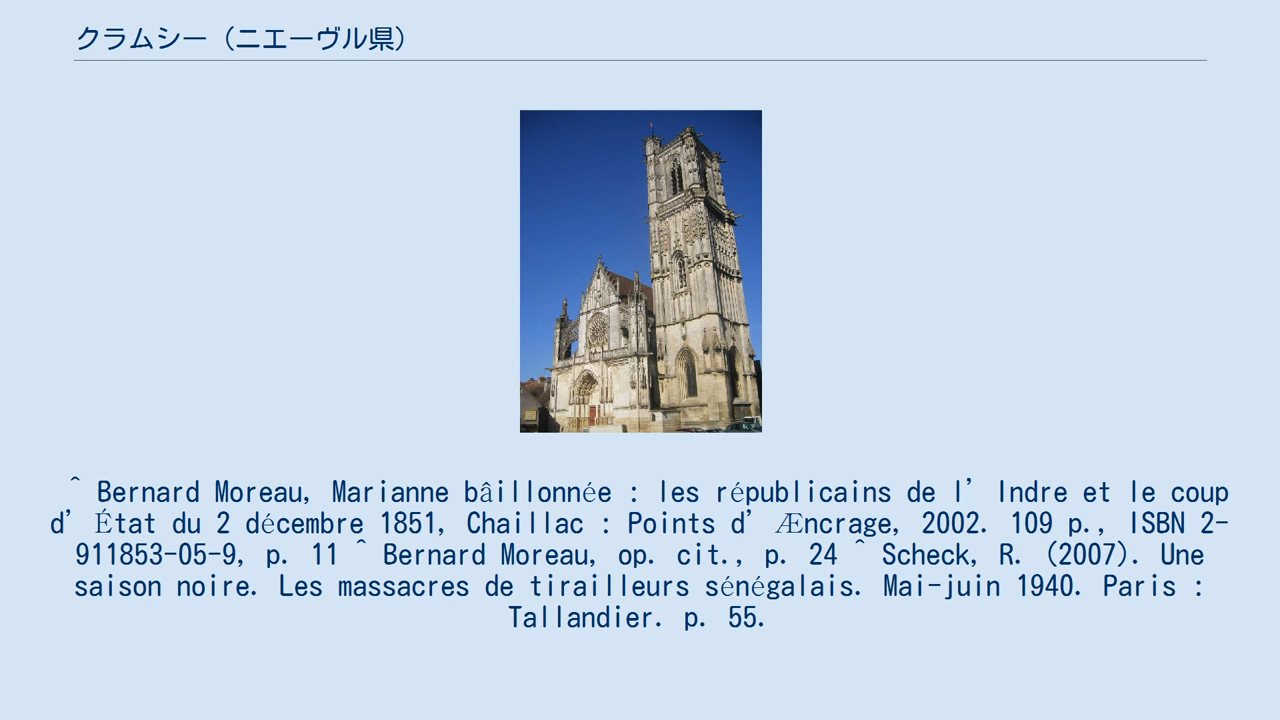 クラムシー（ニエーヴル県）
^ Bernard Moreau, Marianne bâillonnée : les républicains de l’Indre et le coup
d’État du 2 décembre 1851, Chaillac : Points d’Æncrage, 2002. 109 p., ISBN 2-
911853-05-9, p. 11 ^ Bernard Moreau, op. cit., p. 24 ^ Scheck, R. (2007). Une
saison noire. Les massacres de tirailleurs sénégalais. Mai-juin 1940. Paris :
Tallandier. p. 55.